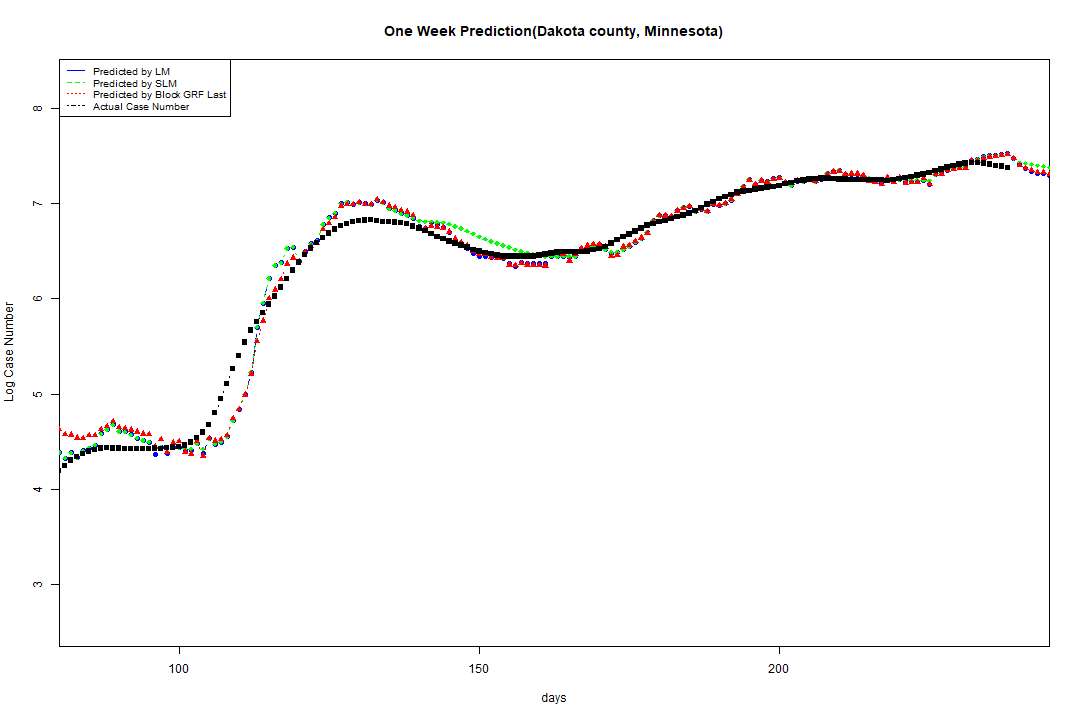 One Week Prediction(Dakota county, Minnesota)
Predicted by LM
Predicted by SLM
Predicted by Block GRF Last
Actual Case Number
8
7
6
5
4
3
Log Case Number
100 150 200
days